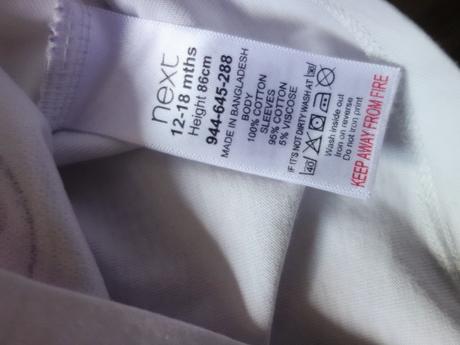 next
12-18 mths
Height 86cm
944-645-288
MADE IN BANGLADESH
BODY
100% COTTON
SLEEVES
95% COTTON
5% VISCOSE
IF IT'S NOT DIRTY WASH AT 30
40
Wash inside out
Iron on reverse
Do not iron print
KEEP AWAY FROM FIRE